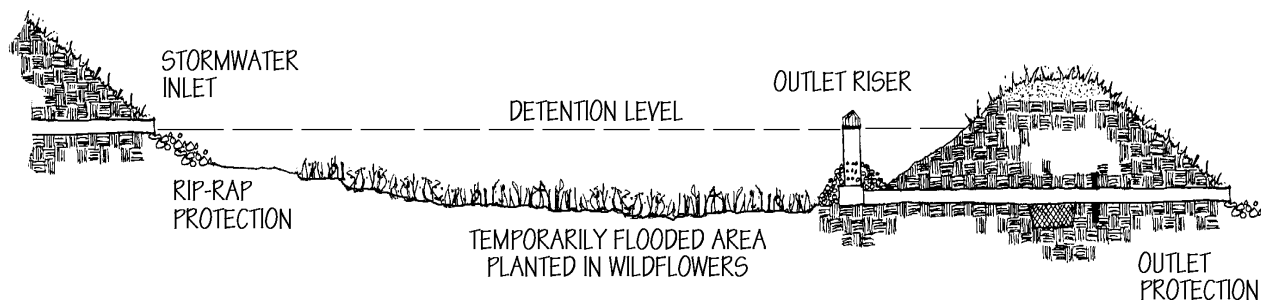 STORMWATER
INLET
DETENTION LEVEL
OUTLET RISER
RIP-RAP
PROTECTION
TEMPORARILY FLOODED AREA
PLANTED IN WILDFLOWERS
OUTLET
PROTECTION